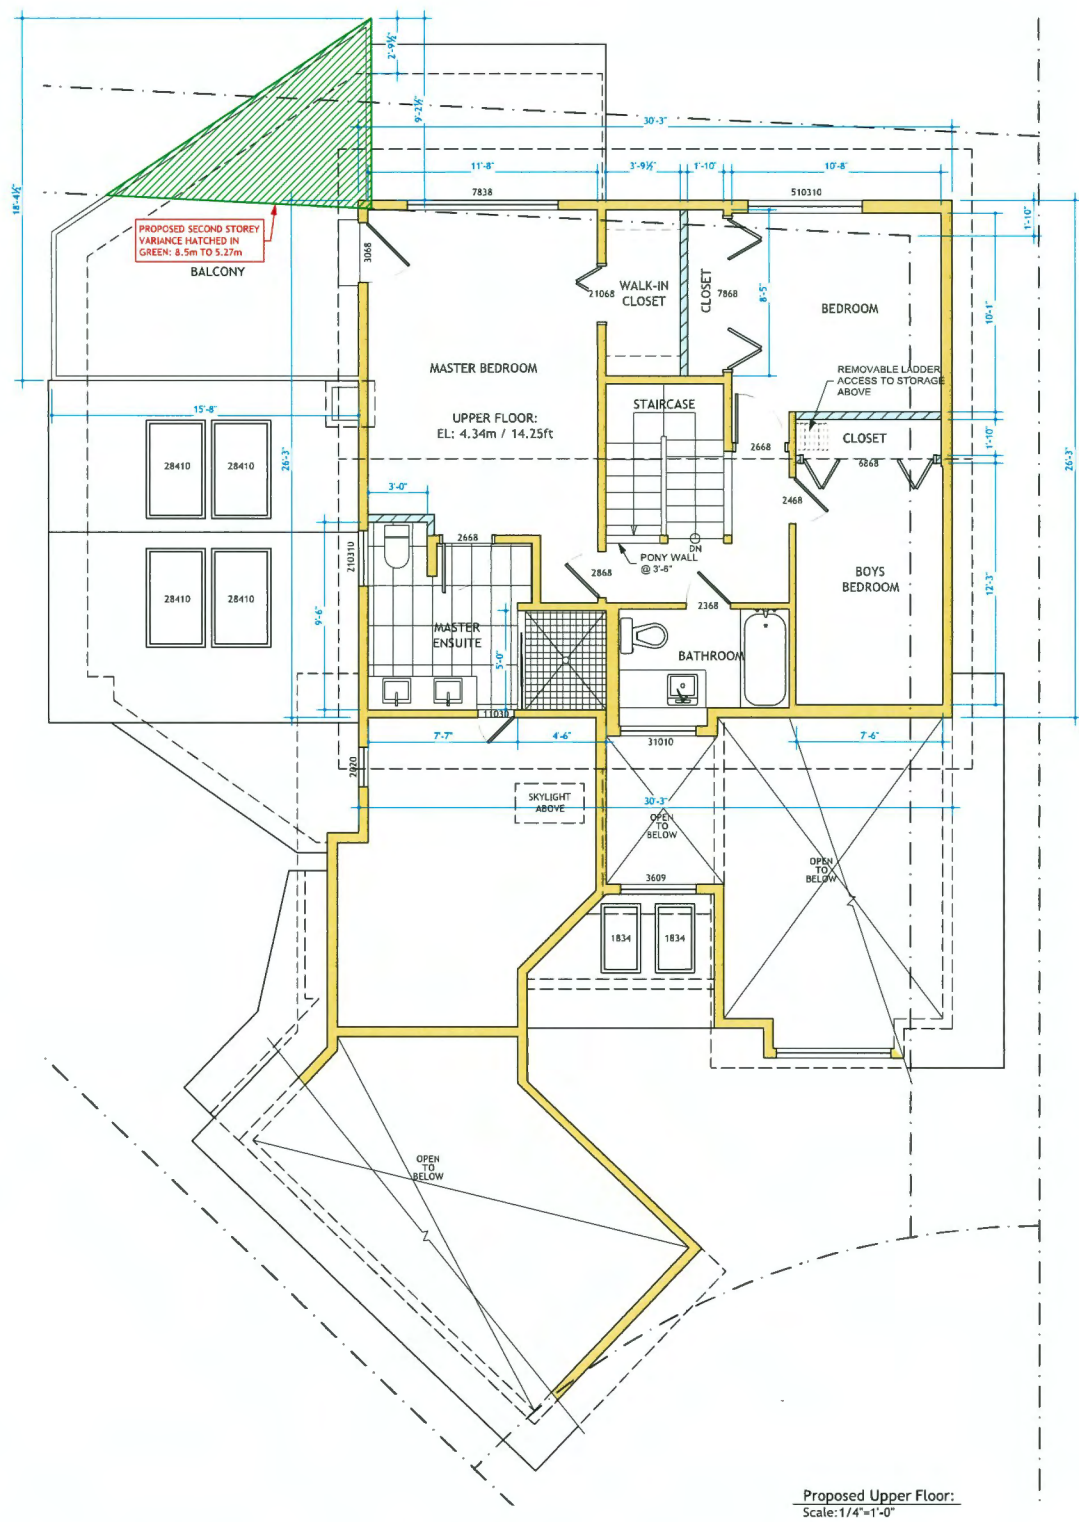 2'-9½"
9'-2½"
30'-3"
11'-8"
3'-9½"
1'-10"
10'-8"
7838
510310
18'-4½"
1'-10"
PROPOSED SECOND STOREY
VARIANCE HATCHED IN
GREEN: 8.5m TO 5.27m
BALCONY
3068
21068
WALK-IN
CLOSET
CLOSET
7868
8'-5"
BEDROOM
10'-1"
MASTER BEDROOM
REMOVABLE LADDER
ACCESS TO STORAGE
ABOVE
15'-8"
STAIRCASE
UPPER FLOOR:
EL: 4.34m / 14.25ft
28410
28410
26'-3"
2668
CLOSET
6868
1'-10"
26'-3"
3'-0"
2468
2668
DN
PONY WALL
@ 3'-6"
210310
2868
BOYS
BEDROOM
12'-3"
28410
28410
9'-6"
2368
MASTER
ENSUITE
5'-0"
BATHROOM
11030
7'-7"
4'-6"
31010
7'-6"
2020
SKYLIGHT
ABOVE
30'-3"
OPEN
TO
BELOW
OPEN
TO
BELOW
3609
1834
1834
OPEN
TO
BELOW
Proposed Upper Floor:
Scale:1/4"=1'-0"